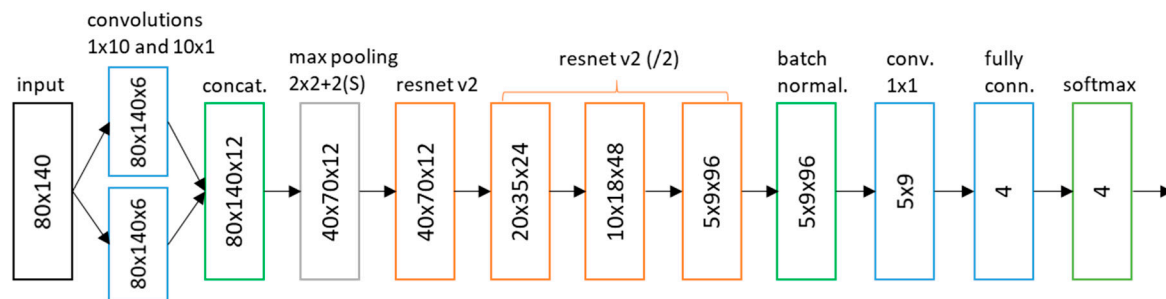 convolutions
1x10 and 10x1
input
80x140
80x140x6
80x140x6
concat.
80x140x12
max pooling
2x2+2(S)
40x70x12
resnet v2
40x70x12
resnet v2 (/2)
20x35x24
10x18x48
5x9x96
batch
normal.
5x9x96
conv.
1x1
5x9
fully
conn.
4
softmax
4